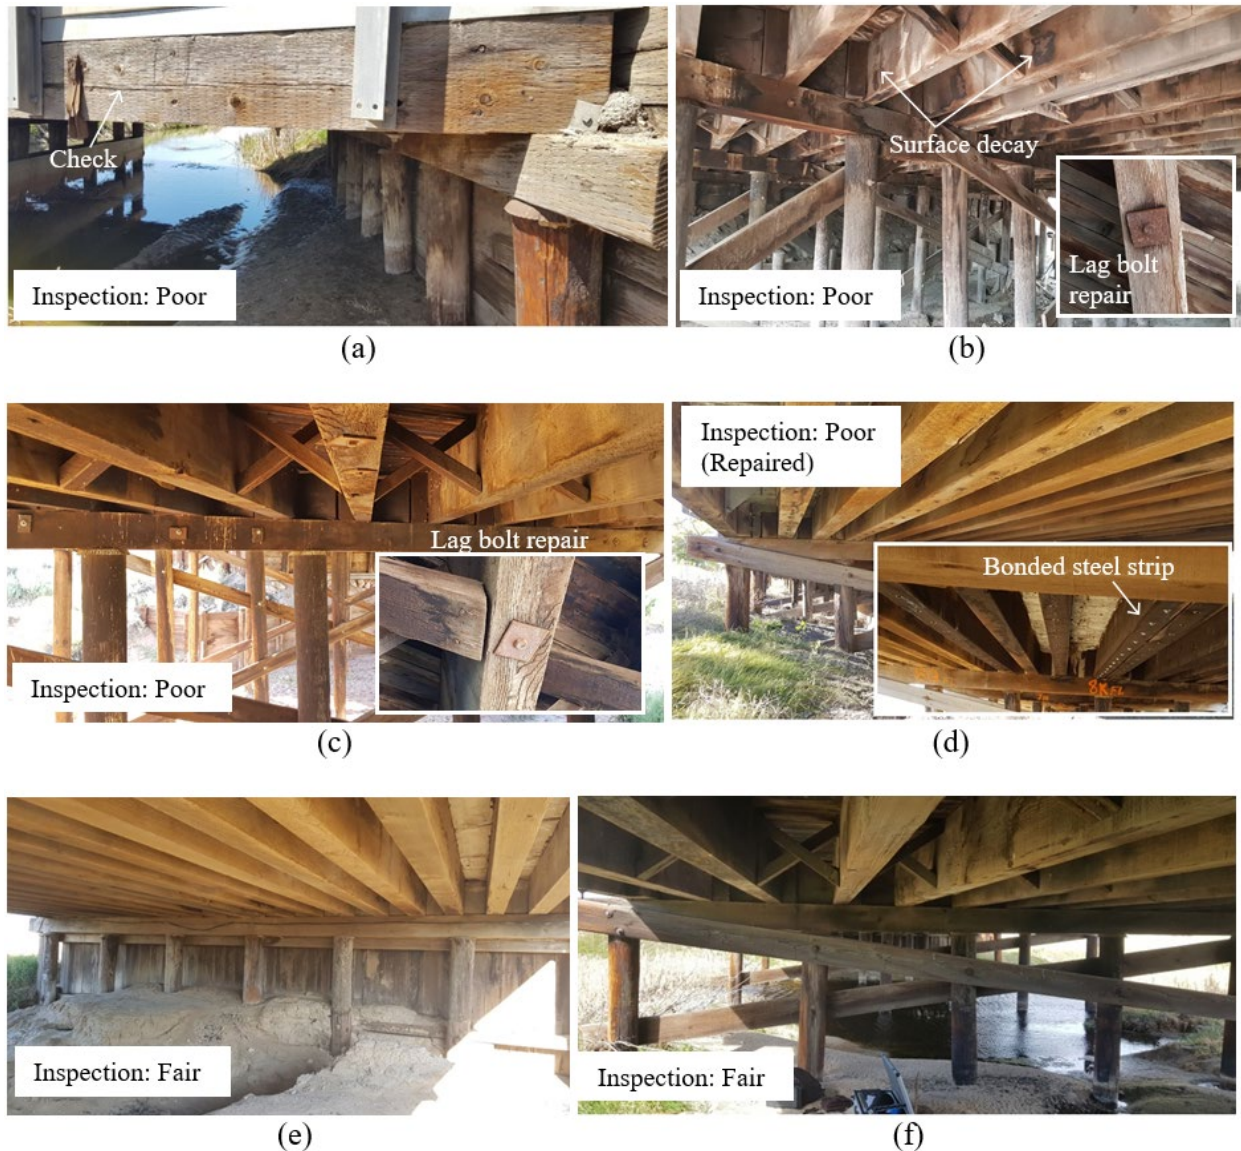 Check
Inspection: Poor
(a)
Surface decay
Inspection: Poor
Lag bolt
repair
(b)
Lag bolt repair
Inspection: Poor
(c)
Inspection: Poor
(Repaired)
Bonded steel strip
8K
(d)
Inspection: Fair
(e)
Inspection: Fair
(f)